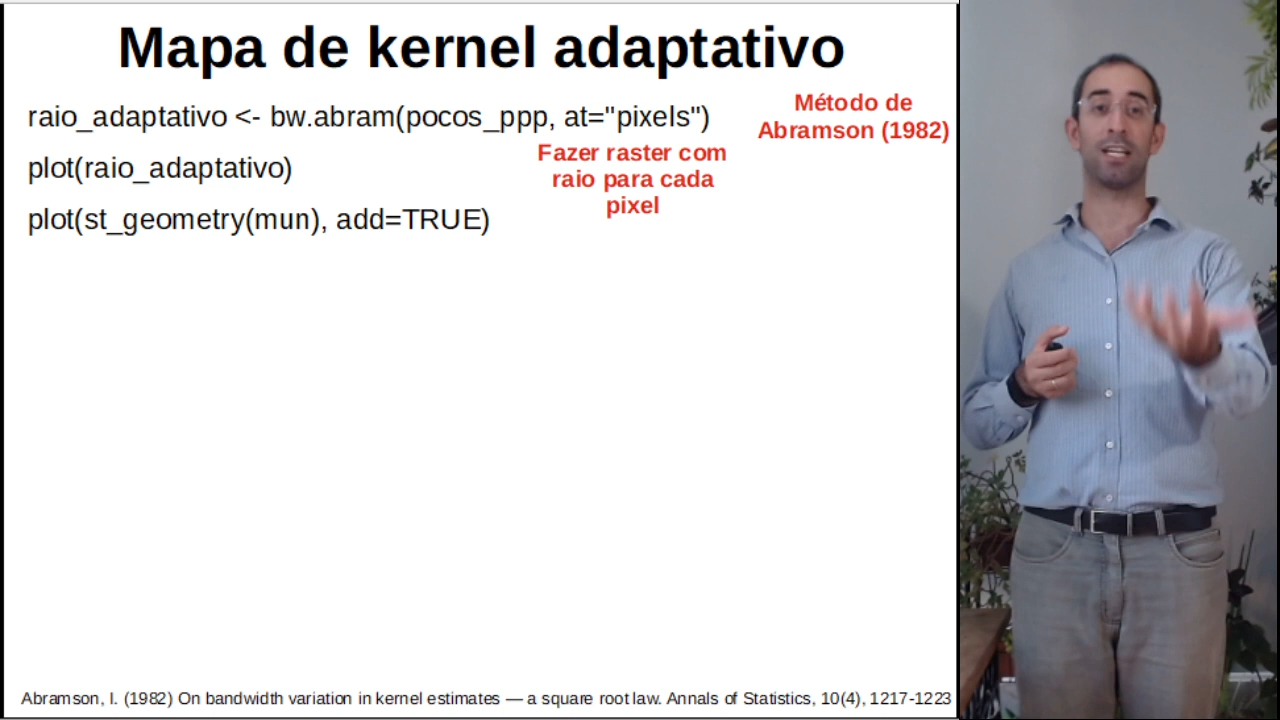 Mapa de kernel adaptativo
raio_adaptativo <- bw.abram(pocos_ppp, at="pixels")
Método de
Abramson (1982)
Fazer raster com
raio para cada
pixel
plot(raio_adaptativo)
plot(st_geometry(mun), add=TRUE)
Abramson, I. (1982) On bandwidth variation in kernel estimates — a square root law. Annals of Statistics, 10(4), 1217-1223